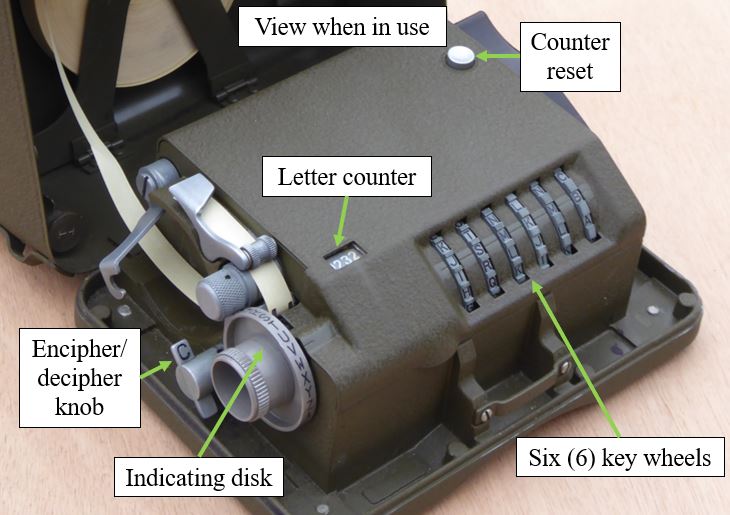 View when in use
Counter
reset
Letter counter
232
Encipher/
decipher
knob
C
Indicating disk
Six (6) key wheels